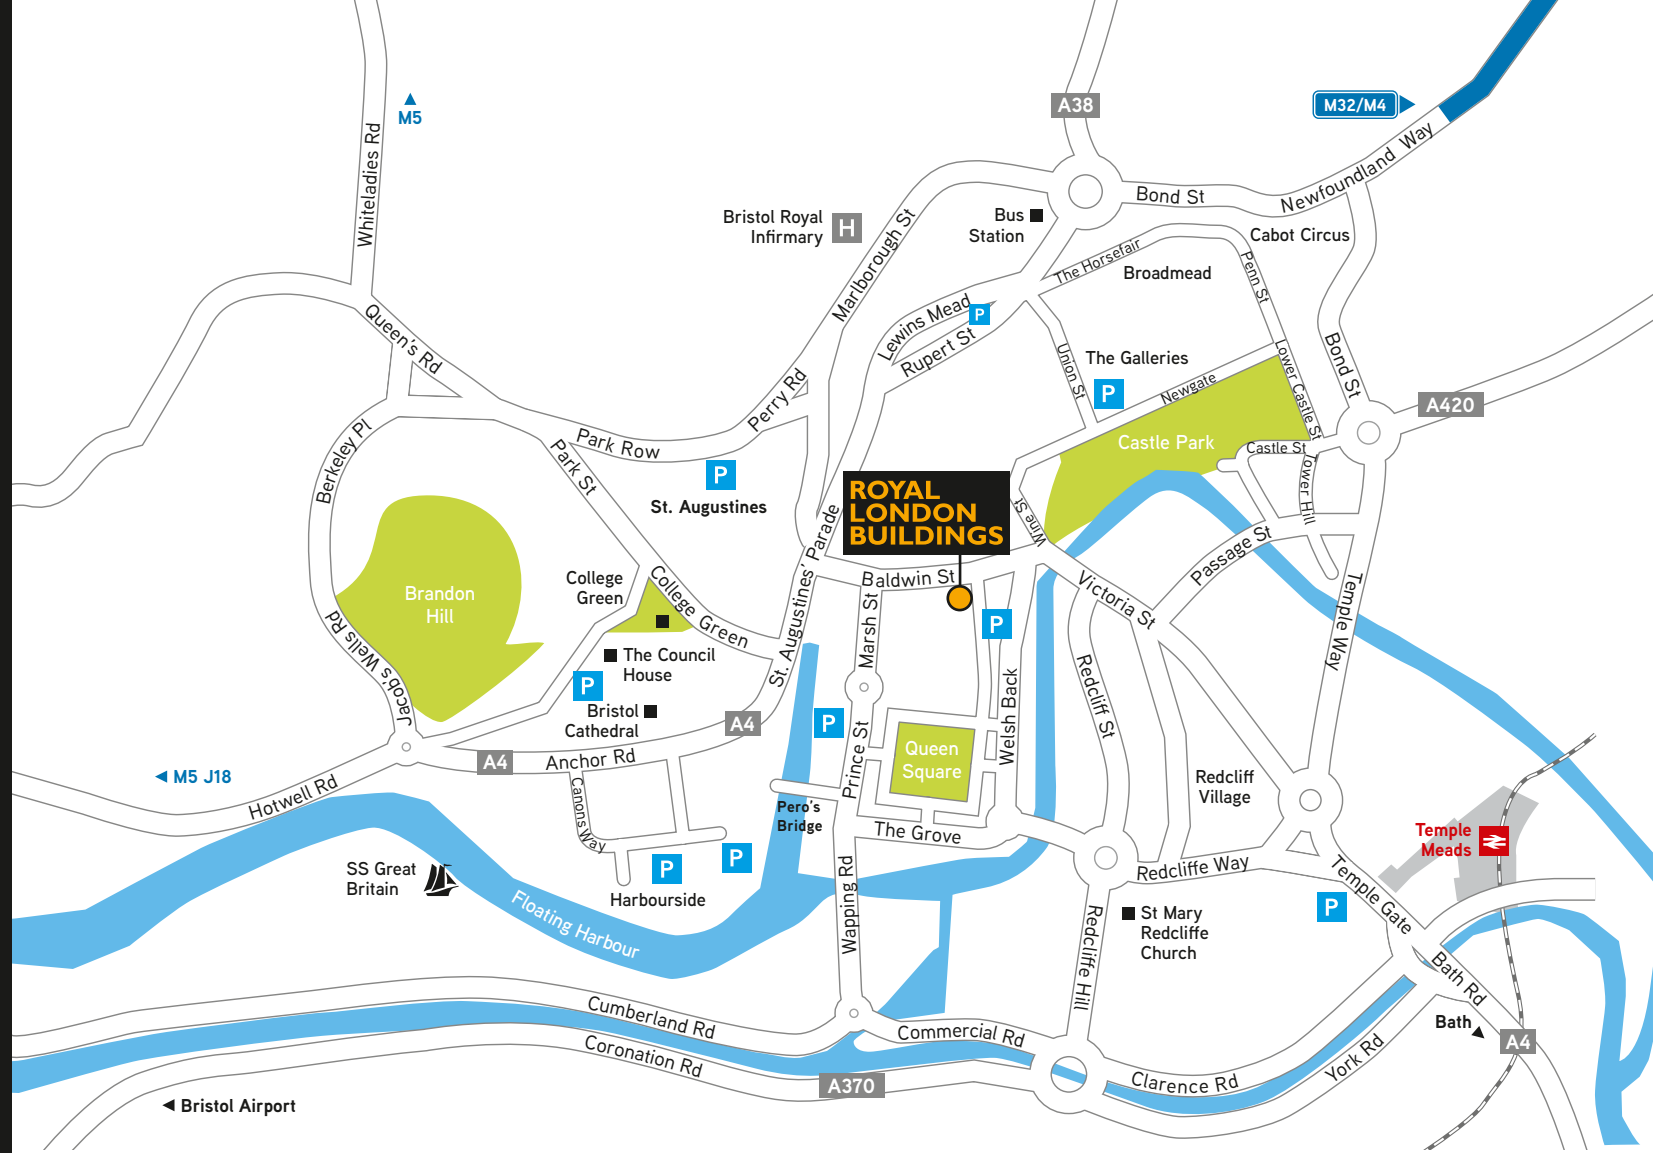 M5
A38
M32/M4
Whiteladies Rd
Newfoundland Way
Bond St
Bristol Royal
Infirmary
H
Bus
Station
Marlborough St
Cabot Circus
The Horsefair
Broadmead
Penn St
Queen's Rd
Lewins Mead
P
Rupert St
Union St
The Galleries
P
Newgate
Lower Castle St
Bond St
A420
Perry Rd
Park Row
Berkeley Pl
Park St
P
St. Augustines
Castle Park
Castle St
Tower Hill
ROYAL
LONDON
BUILDINGS
Wine St
Passage St
Brandon
Hill
College
Green
College Green
St. Augustines' Parade
Baldwin St
Victoria St
Temple Way
Jacob's Wells Rd
The Council
House
P
Bristol
Cathedral
Marsh St
P
Welsh Back
Redcliff St
A4
P
Prince St
Queen
Square
M5 J18
Hotwell Rd
A4
Anchor Rd
Canons Way
Pero's
Bridge
The Grove
Redcliff
Village
Temple
Meads
SS Great
Britain
P
P
Harbourside
Floating Harbour
Wapping Rd
Redcliffe Way
Redcliffe Hill
St Mary
Redcliffe
Church
P
Temple Gate
Bath Rd
Bath
A4
Cumberland Rd
Coronation Rd
Commercial Rd
A370
Clarence Rd
York Rd
Bristol Airport